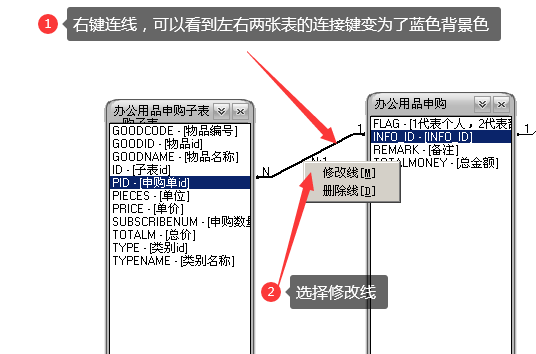 1 右键连线，可以看到左右两张表的连接键变为了蓝色背景色
办公用品申购子表
GOODCODE - [物品编号]
GOODID - [物品id]
GOODNAME - [物品名称]
ID - [子表id]
PID - [申购单id]
PIECES - [单位]
PRICE - [单价]
SUBSCRIBENUM - [申购数量
TOTALM - [总价]
TYPE - [类别id]
TYPENAME - [类别名称]
N
N:1
1
修改线[M]
删除线[D]
办公用品申购
FLAG - [1代表个人，2代表部
INFO_ID - [INFO_ID]
REMARK - [备注]
TOTALMONEY - [总金额]
1
2 选择修改线